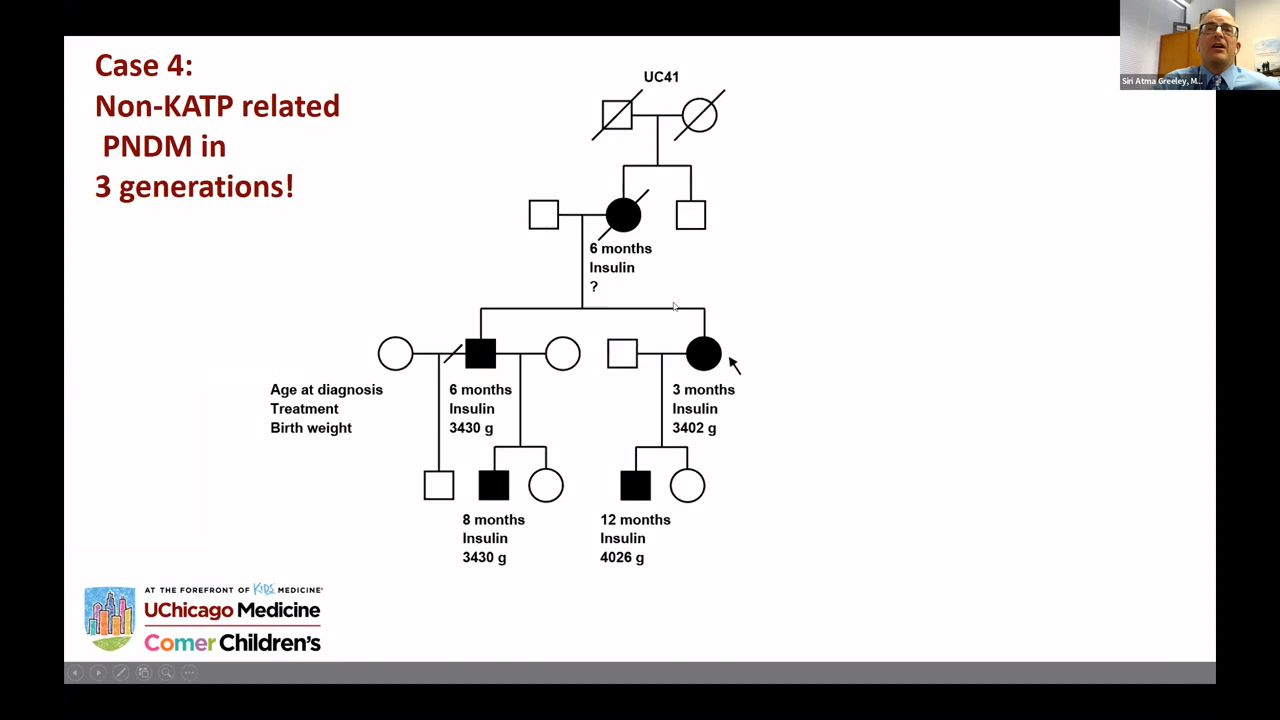 Case 4:
Non-KATP related
PNDM in
3 generations!
UC41
Siri Atma Greeley, M...
6 months
Insulin
?
Age at diagnosis
Treatment
Birth weight
6 months
Insulin
3430 g
3 months
Insulin
3402 g
8 months
Insulin
3430 g
12 months
Insulin
4026 g
AT THE FOREFRONT OF KIDS MEDICINE®
UChicago Medicine
Comer Children's